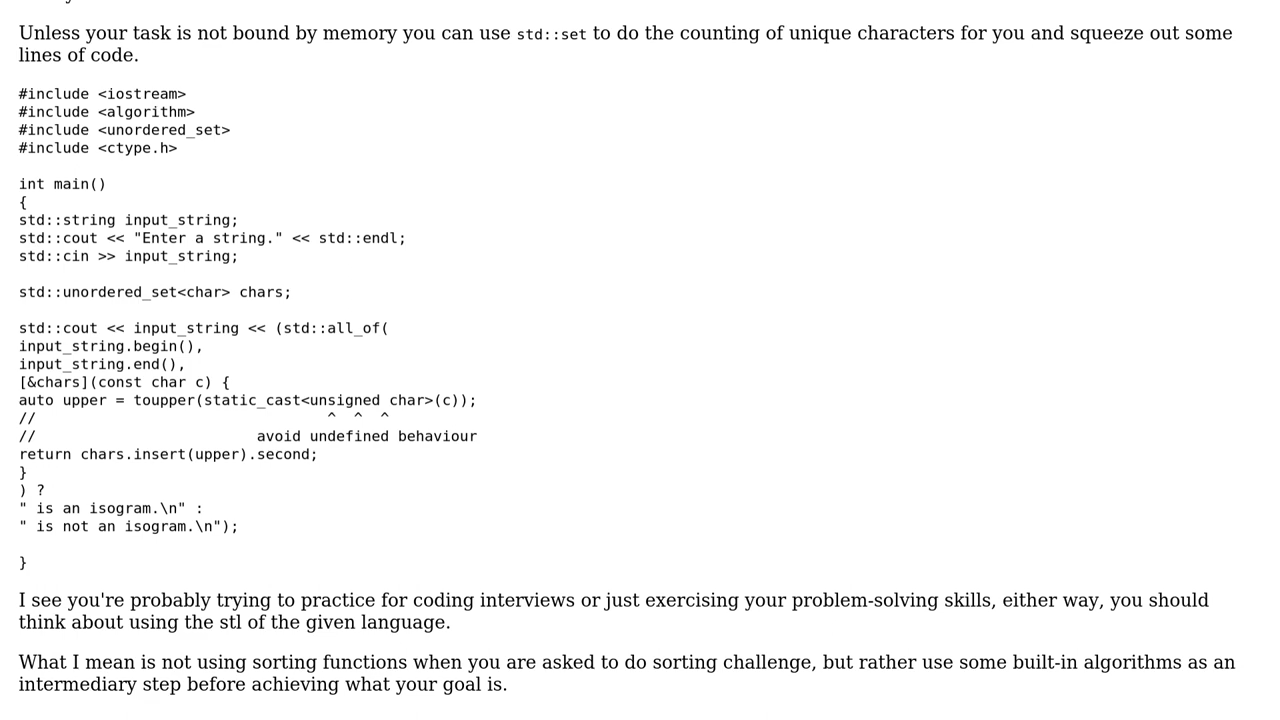 Unless your task is not bound by memory you can use std::set to do the counting of unique characters for you and squeeze out some
lines of code.
#include <iostream>
#include <algorithm>
#include <unordered_set>
#include <ctype.h>
int main()
{
std::string input_string;
std::cout << "Enter a string." << std::endl;
std::cin >> input_string;
std::unordered_set<char> chars;
std::cout << input_string << (std::all_of(
input_string.begin(),
input_string.end(),
[&chars](const char c) {
auto upper = toupper(static_cast<unsigned char>(c));
//                                 ^  ^  ^
//                         avoid undefined behaviour
return chars.insert(upper).second;
}
) ?
" is an isogram.\n" :
" is not an isogram.\n");
}
I see you're probably trying to practice for coding interviews or just exercising your problem-solving skills, either way, you should
think about using the stl of the given language.
What I mean is not using sorting functions when you are asked to do sorting challenge, but rather use some built-in algorithms as an
intermediary step before achieving what your goal is.